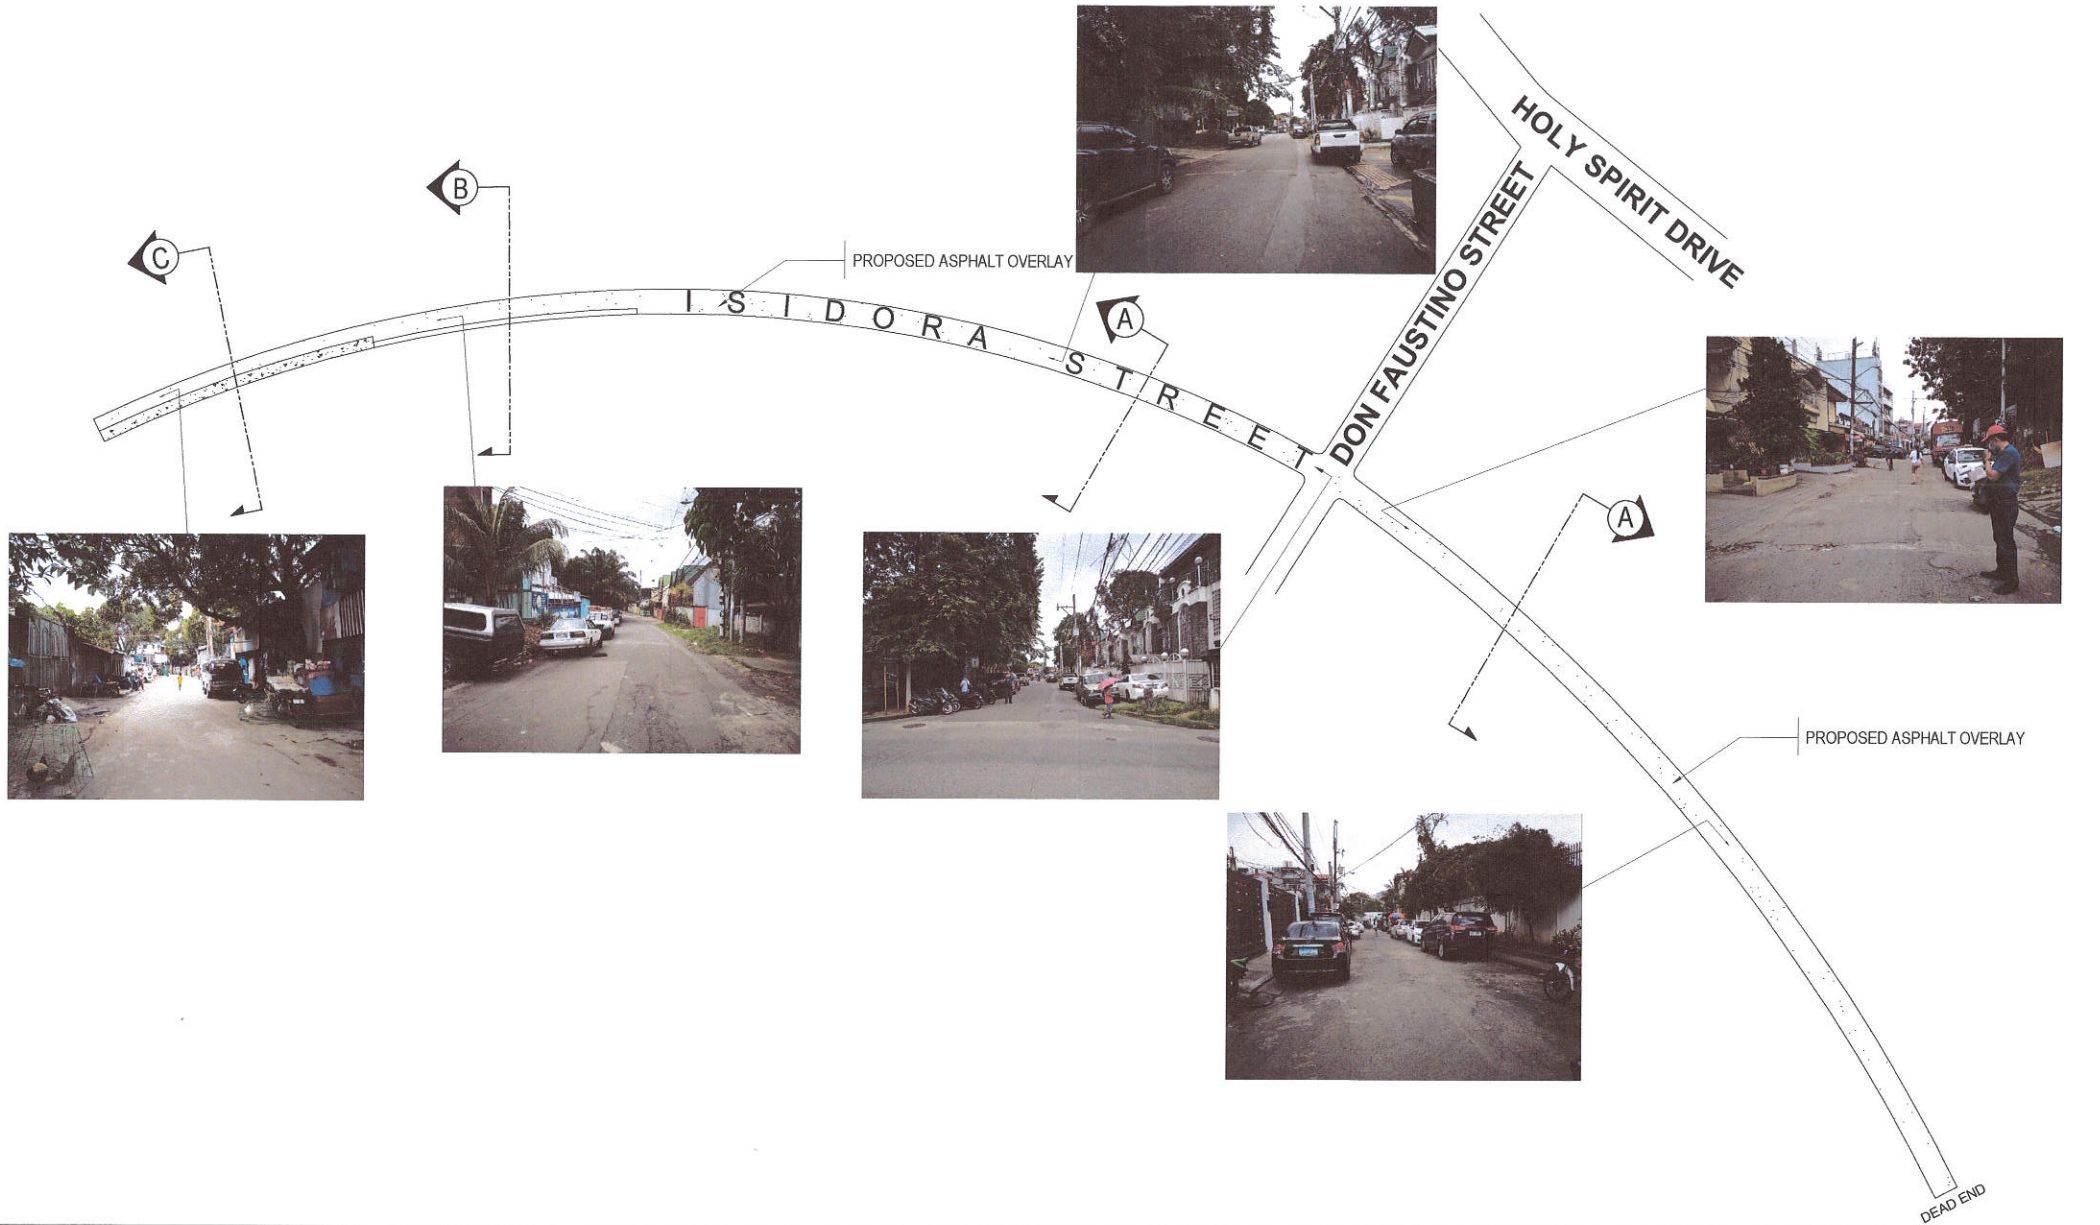 HOLY SPIRIT DRIVE
DON FAUSTINO STREET
B
C
PROPOSED ASPHALT OVERLAY
A
ISIDORA STREET
A
PROPOSED ASPHALT OVERLAY
DEAD END